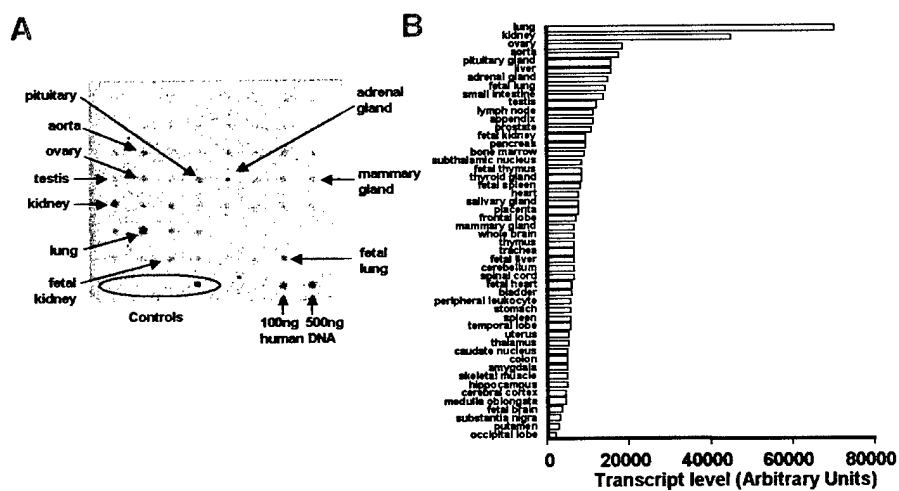 A
pituitary
adrenal
gland
aorta
ovary
testis
mammary
gland
kidney
lung
fetal
lung
fetal
kidney
Controls
100ng 500ng
human DNA
B
lung
kidney
ovary
aorta
pituitary gland
liver
adrenal gland
fetal lung
small intestine
testis
lymph node
appendix
prostate
fetal kidney
pancreas
bone marrow
subthalamic nucleus
fetal thymus
thyroid gland
fetal spleen
heart
salivary gland
placenta
frontal lobe
mammary gland
whole brain
thymus
trachea
fetal liver
cerebellum
spinal cord
fetal heart
bladder
peripheral leukocyte
stomach
spleen
temporal lobe
uterus
thalamus
caudate nucleus
colon
amygdala
skeletal muscle
hippocampus
cerebral cortex
medulla oblongata
fetal brain
substantia nigra
putamen
occipital lobe
0 20000 40000 60000 80000
Transcript level (Arbitrary Units)